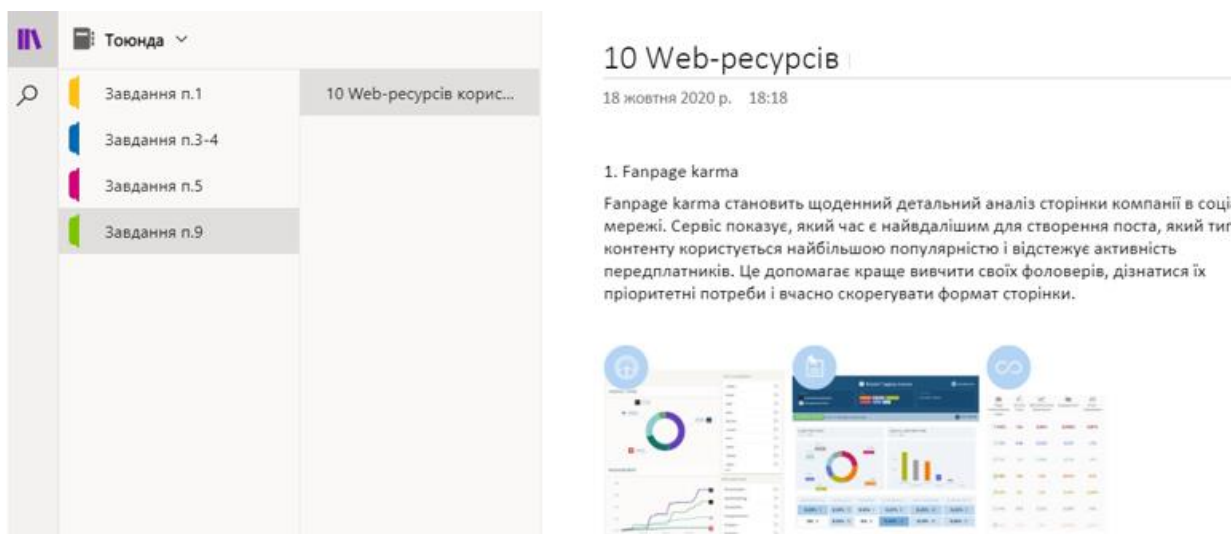 Тоюнда
Завдання п.1
Завдання п.3-4
Завдання п.5
Завдання п.9
10 Web-ресурсів корис...
10 Web-ресурсів
18 жовтня 2020 р. 18:18
1. Fanpage karma
Fanpage karma становить щоденний детальний аналіз сторінки компанії в соці
мережі. Сервіс показує, який час є найвдалішим для створення поста, який тип
контенту користується найбільшою популярністю і відстежує активність
передплатників. Це допомагає краще вивчити своїх фоловерів, дізнатися їх
пріоритетні потреби і вчасно скорегувати формат сторінки.